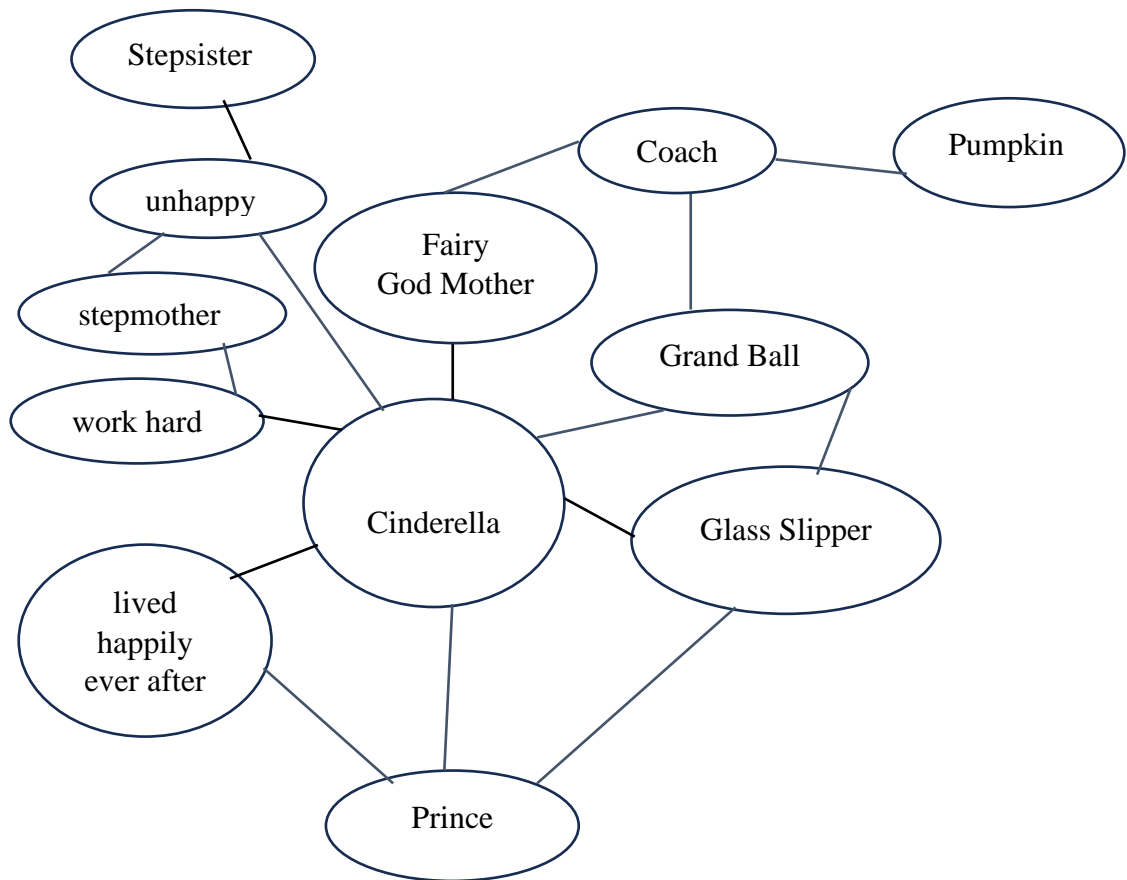 Stepsister
Coach
Pumpkin
unhappy
Fairy
God Mother
stepmother
Grand Ball
work hard
Cinderella
Glass Slipper
lived
happily
ever after
Prince